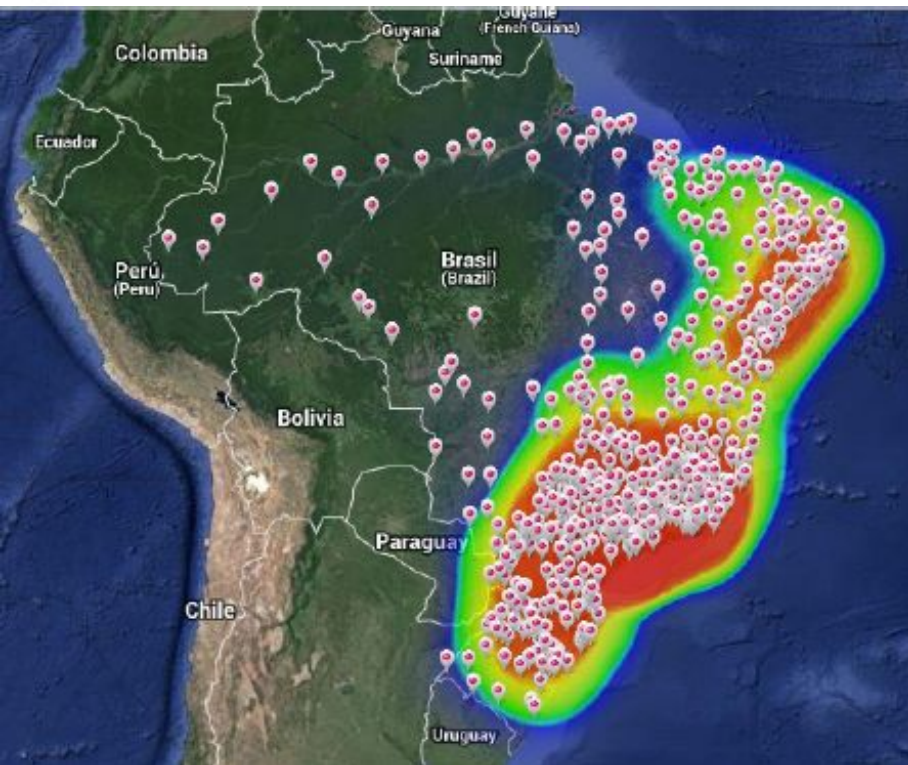 Guyane
(French Guiana)
Guyana
Suriname
Colombia
Ecuador
Brasil
(Brazil)
Perú
(Peru)
Bolivia
Paraguay
Chile
Uruguay